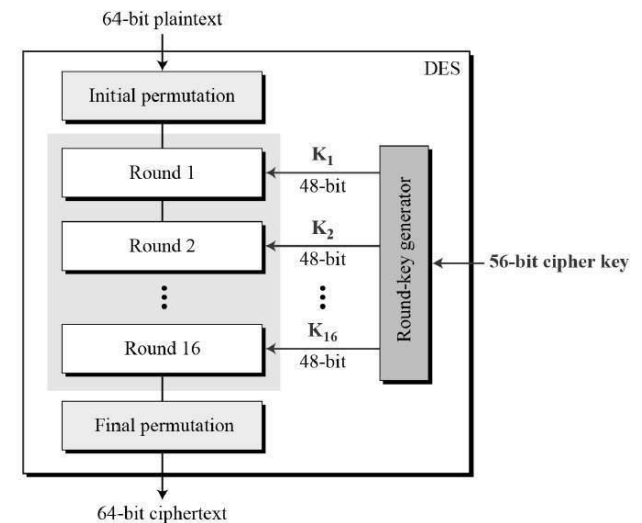 64-bit plaintext
DES
Initial permutation
Round 1
K1
48-bit
Round 2
K2
48-bit
Round 16
K16
48-bit
Round-key generator
56-bit cipher key
Final permutation
64-bit ciphertext